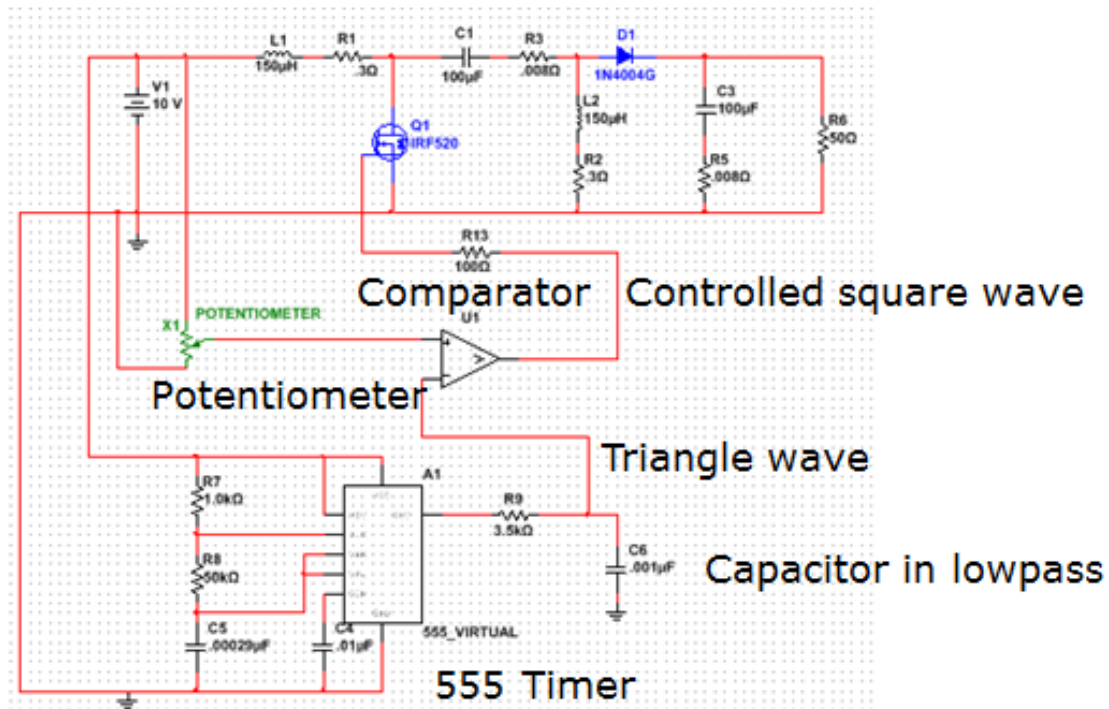 L1
150µH
R1
.3Ω
C1
100µF
R3
.008Ω
D1
1N4004G
V1
10 V
Q1
IRF520
L2
150µH
R2
.3Ω
C3
100µF
R5
.008Ω
R6
50Ω
R13
100Ω
Comparator
Controlled square wave
U1
X1
POTENTIOMETER
Potentiometer
Triangle wave
R7
1.0kΩ
A1
R9
3.5kΩ
R8
50kΩ
C6
.001µF
Capacitor in lowpass
C5
.00029µF
C4
.01µF
555_VIRTUAL
555 Timer